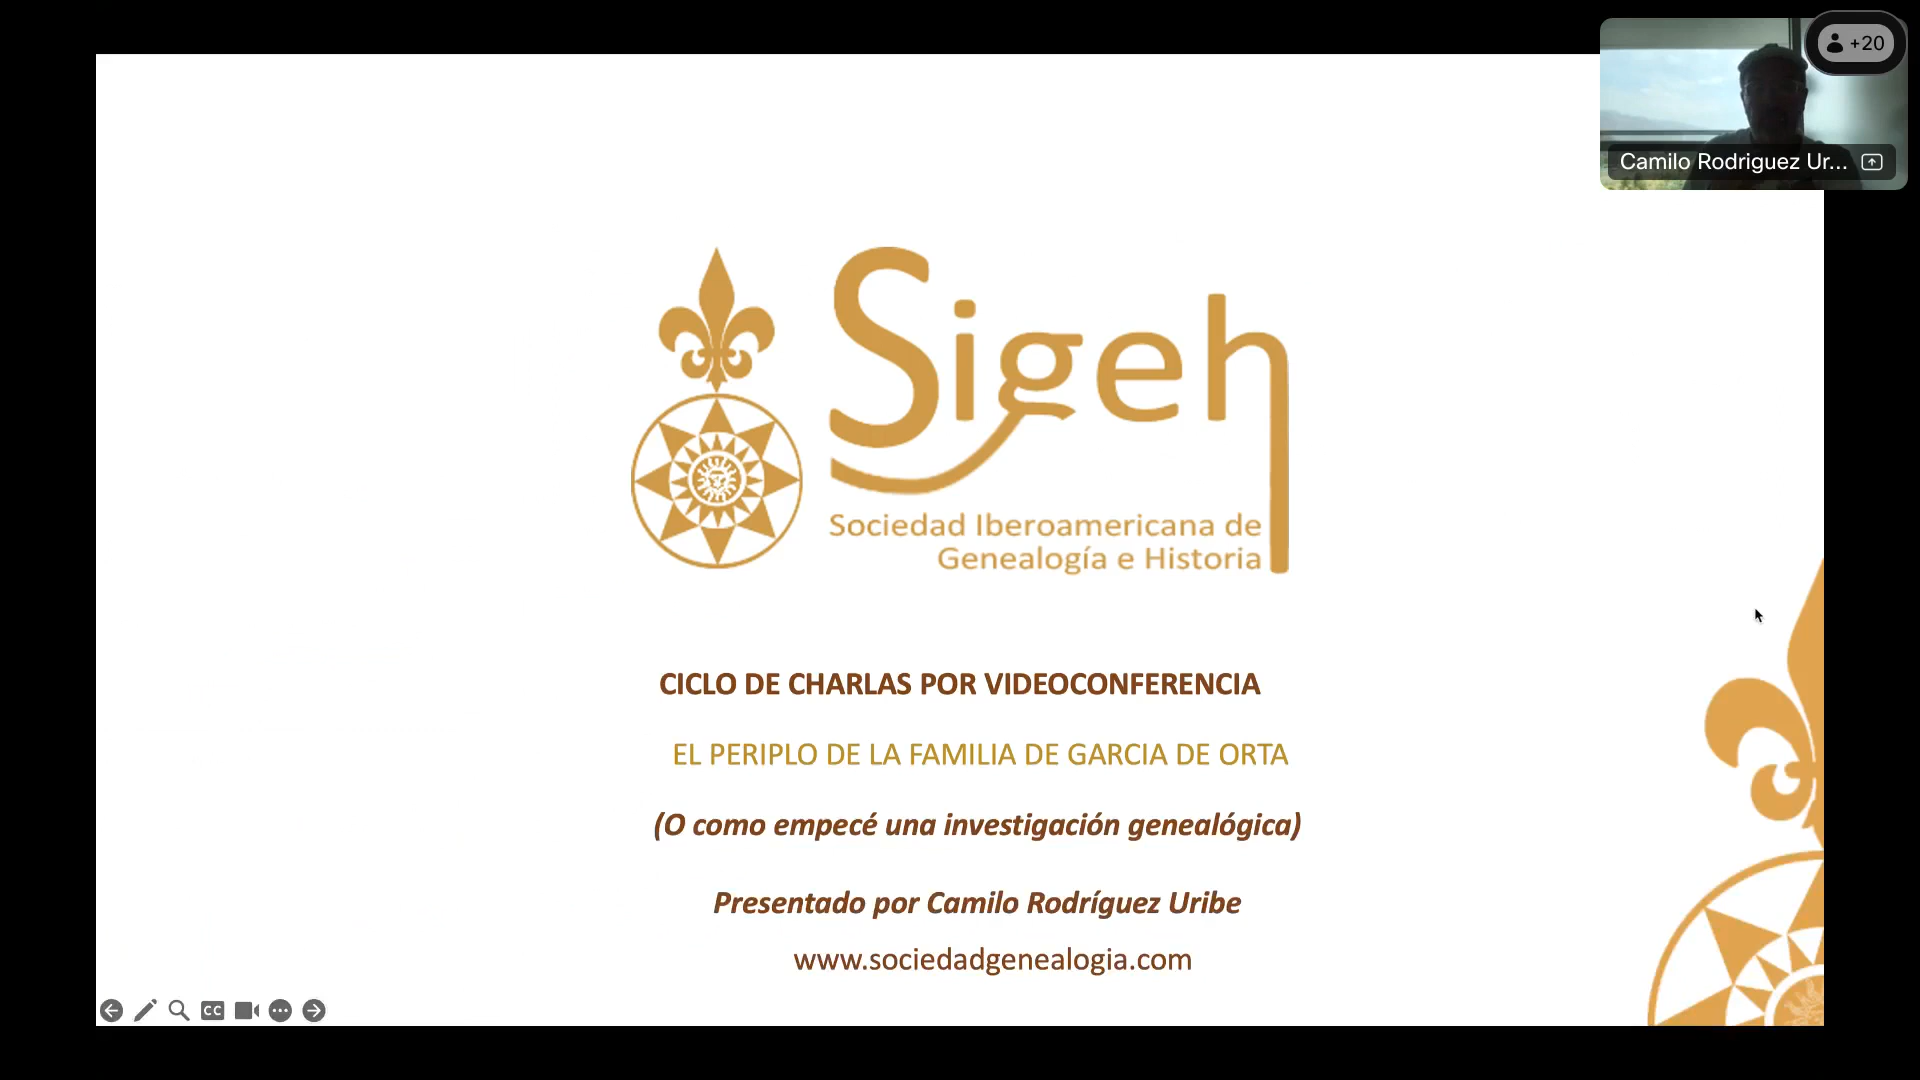 +20
Camilo Rodriguez Ur...
Sigeh
Sociedad Iberoamericana de
Genealogía e Historia
CICLO DE CHARLAS POR VIDEOCONFERENCIA
EL PERIPLO DE LA FAMILIA DE GARCIA DE ORTA
(O como empecé una investigación genealógica)
Presentado por Camilo Rodríguez Uribe
www.sociedadgenealogia.com
CC